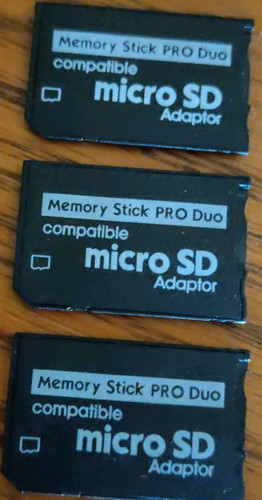 Memory Stick PRO Duo
compatible
micro SD
Adaptor
Memory Stick PRO Duo
compatible
micro SD
Adaptor
Memory Stick PRO Duo
compatible
micro SD
Adaptor